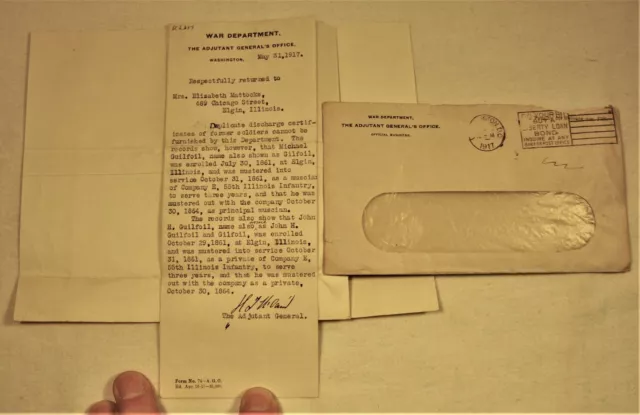 WAR DEPARTMENT,
THE ADJUTANT GENERAL'S OFFICE,
WASHINGTON,
May 21, 1917.
Respectfully returned to
Mrs. Elizabeth Mattocks,
489 Chicago Street,
Elgin, Illinois.
Duplicate discharge certif-
icates of former soldiers cannot be
furnished by this Department. The
records show, however, that Michael
Guilfoil, name also shown as Gilfoil,
was enrolled July 30, 1861, at Elgin,
Illinois, and was mustered into
service October 31, 1861, as a musician
of Company E, 55th Illinois Infantry,
to serve three years, and that he was
mustered out with the company October
30, 1864, as principal musician.
The records also show that John
H. Guilfoil, name also as John M.
Guilfoil and Gilfoil, was enrolled
October 29, 1861, at Elgin, Illinois,
and was mustered into service October
31, 1861, as a private of Company E,
55th Illinois Infantry, to serve
three years, and then he was mustered
out with the company as a private,
October 30, 1864.
The Adjutant General.
WAR DEPARTMENT,
THE ADJUTANT GENERAL'S OFFICE,
OFFICIAL BUSINESS.
1917
LIBERTY LOAN
BOND
INQUIRE AT ANY